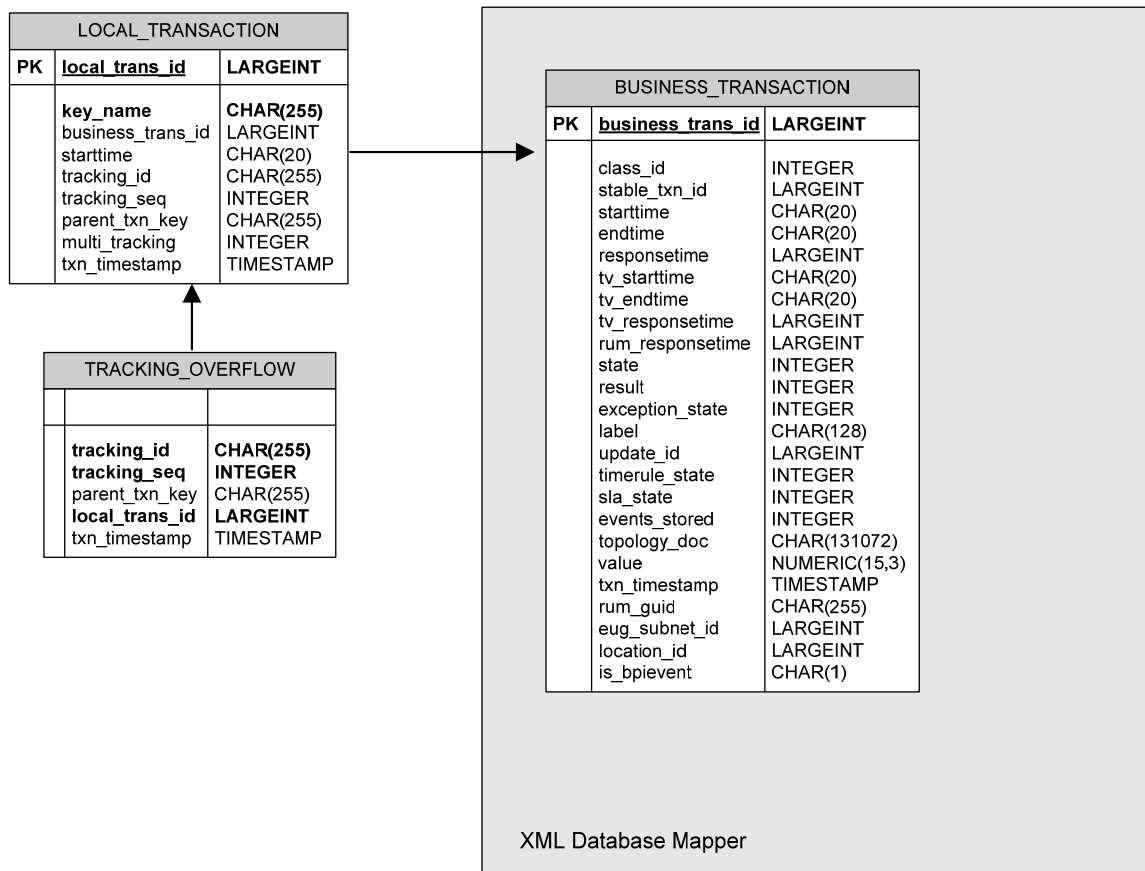 LOCAL_TRANSACTION
PK local_trans_id LARGEINT
key_name CHAR(255)
business_trans_id LARGEINT
starttime CHAR(20)
tracking_id CHAR(255)
tracking_seq INTEGER
parent_txn_key CHAR(255)
multi_tracking INTEGER
txn_timestamp TIMESTAMP
TRACKING_OVERFLOW
tracking_id CHAR(255)
tracking_seq INTEGER
parent_txn_key CHAR(255)
local_trans_id LARGEINT
txn_timestamp TIMESTAMP
BUSINESS_TRANSACTION
PK business_trans_id LARGEINT
class_id INTEGER
stable_txn_id LARGEINT
starttime CHAR(20)
endtime CHAR(20)
responsetime LARGEINT
tv_starttime CHAR(20)
tv_endtime CHAR(20)
tv_responsetime LARGEINT
rum_responsetime LARGEINT
state INTEGER
result INTEGER
exception_state INTEGER
label CHAR(128)
update_id LARGEINT
timerule_state INTEGER
sla_state INTEGER
events_stored INTEGER
topology_doc CHAR(131072)
value NUMERIC(15,3)
txn_timestamp TIMESTAMP
rum_guid CHAR(255)
eug_subnet_id LARGEINT
location_id LARGEINT
is_bpievent CHAR(1)
XML Database Mapper